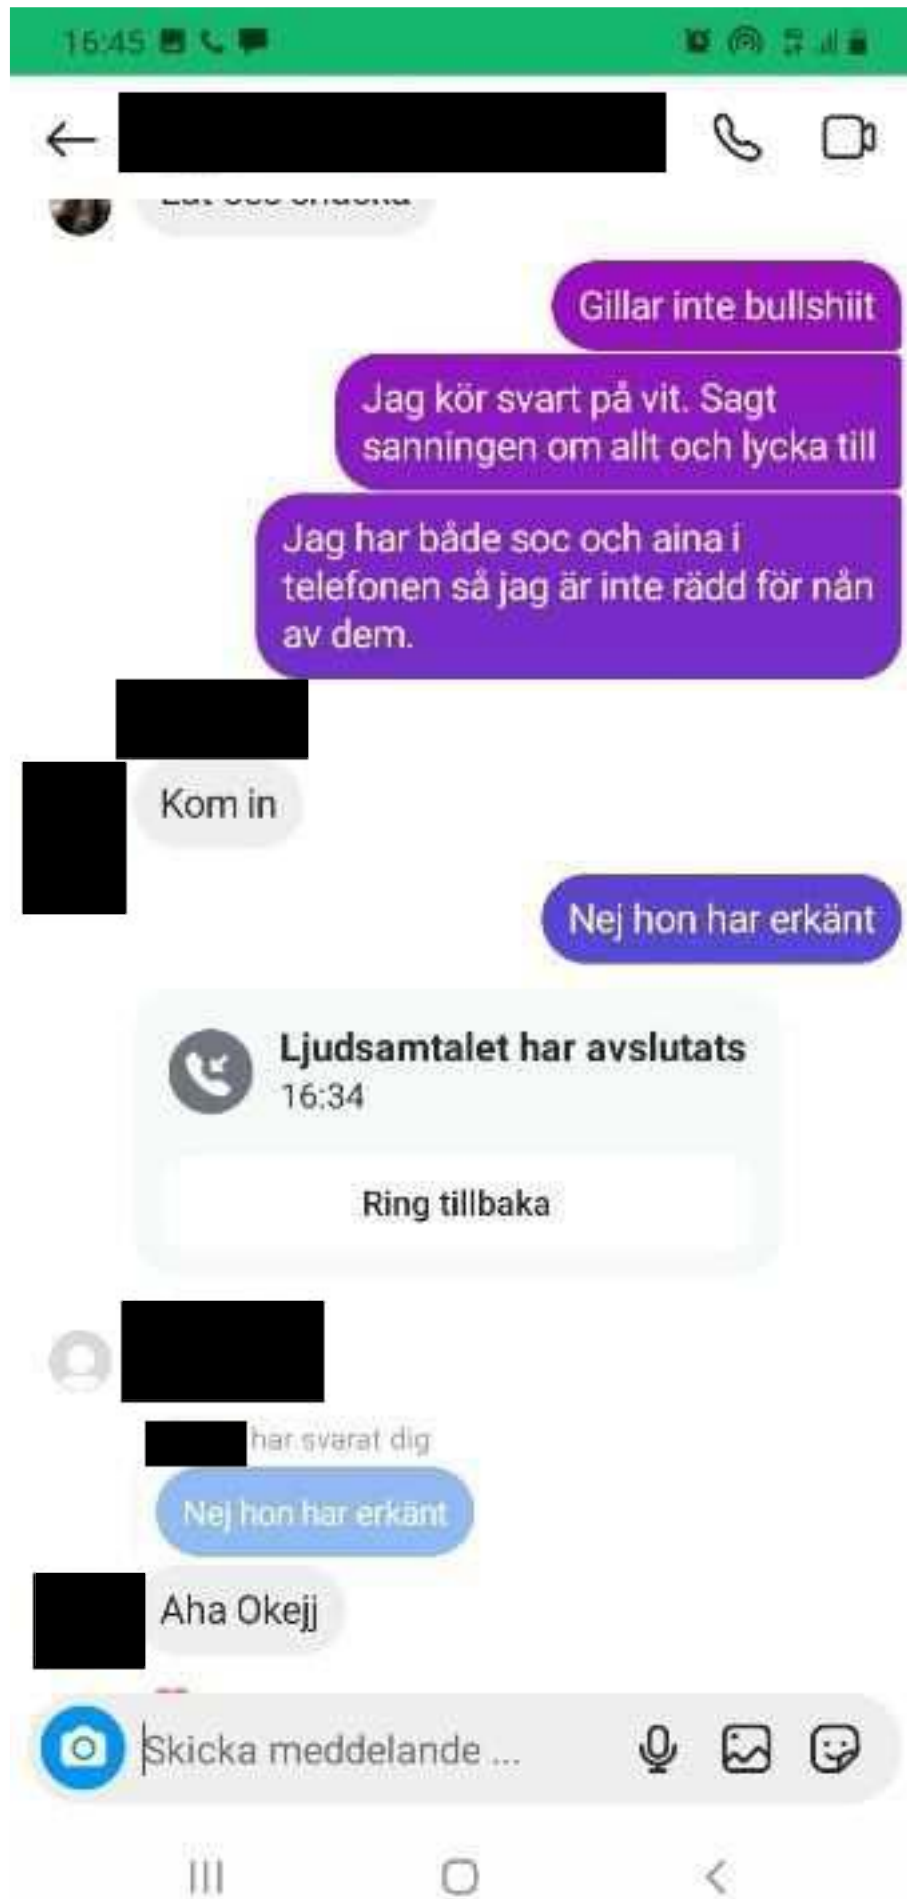 16:45
Gillar inte bullshiit
Jag kör svart på vit. Sagt
sanningen om allt och lycka till
Jag har både soc och aina i
telefonen så jag är inte rädd för nån
av dem.
Kom in
Nej hon har erkänt
Ljudsamtalet har avslutats
16:34
Ring tillbaka
har svarat dig
Nej hon har erkänt
Aha Okejj
Skicka meddelande ...